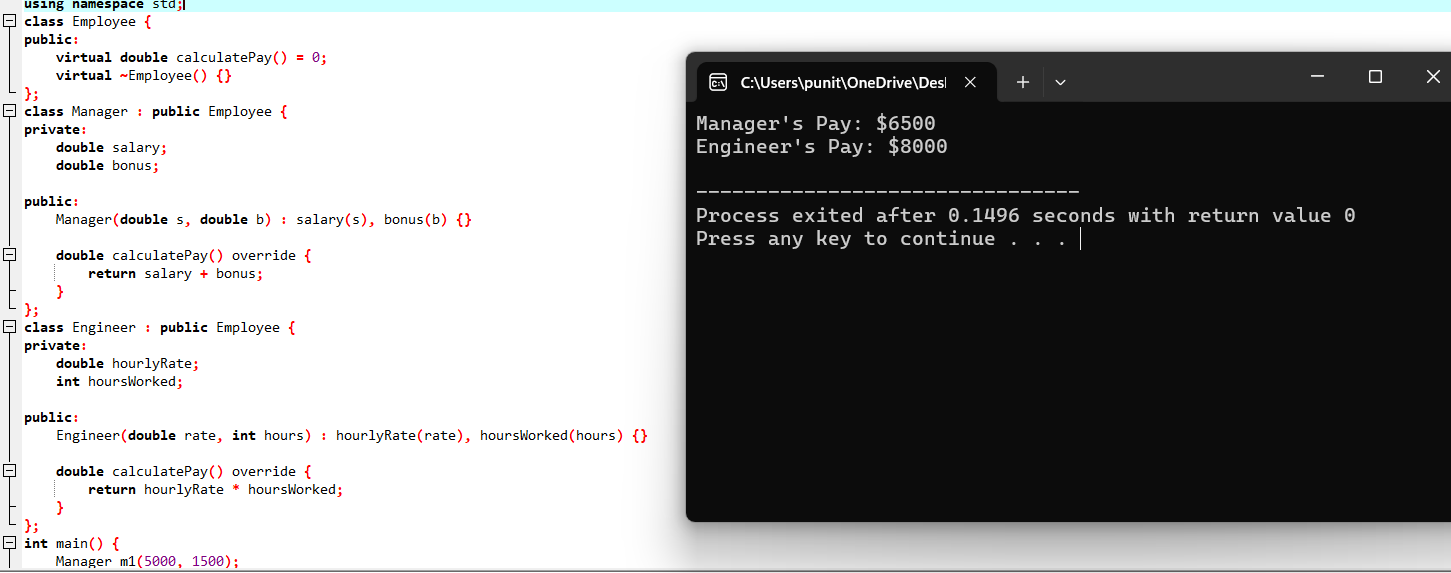 using namespace std;
class Employee {
public:
    virtual double calculatePay() = 0;
    virtual ~Employee() {}
};
class Manager : public Employee {
private:
    double salary;
    double bonus;

public:
    Manager(double s, double b) : salary(s), bonus(b) {}

    double calculatePay() override {
        return salary + bonus;
    }
};
class Engineer : public Employee {
private:
    double hourlyRate;
    int hoursWorked;

public:
    Engineer(double rate, int hours) : hourlyRate(rate), hoursWorked(hours) {}

    double calculatePay() override {
        return hourlyRate * hoursWorked;
    }
};
int main() {
    Manager m1(5000, 1500);
C:\Users\punit\OneDrive\Des
Manager's Pay: $6500
Engineer's Pay: $8000

--------------------------------
Process exited after 0.1496 seconds with return value 0
Press any key to continue . . .